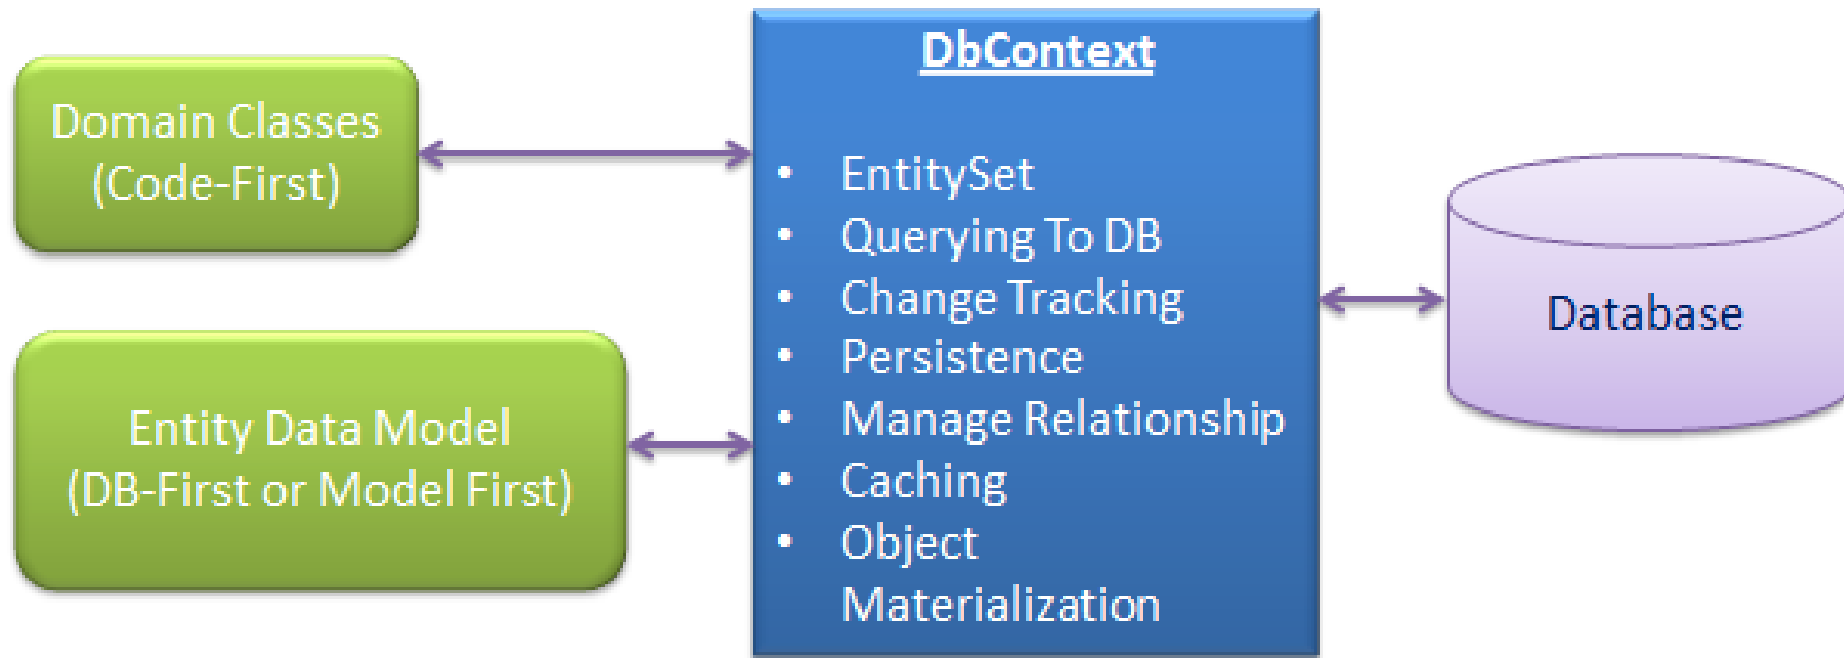 Domain Classes
(Code-First)
Entity Data Model
(DB-First or Model First)
DbContext
• EntitySet
• Querying To DB
• Change Tracking
• Persistence
• Manage Relationship
• Caching
• Object
Materialization
Database